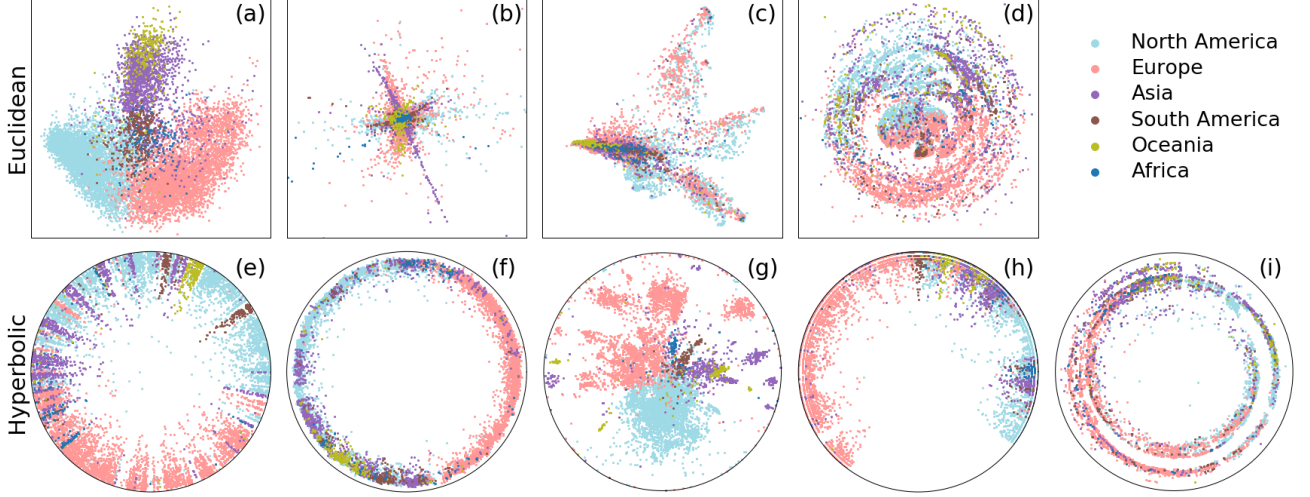 (a)
(b)
(c)
(d)
Euclidean
North America
Europe
Asia
South America
Oceania
Africa
(e)
(f)
(g)
(h)
(i)
Hyperbolic